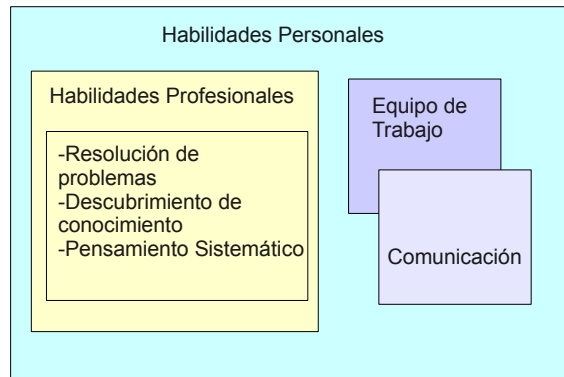 Habilidades Personales
Habilidades Profesionales
-Resolución de
problemas
-Descubrimiento de
conocimiento
-Pensamiento Sistemático
Equipo de
Trabajo
Comunicación